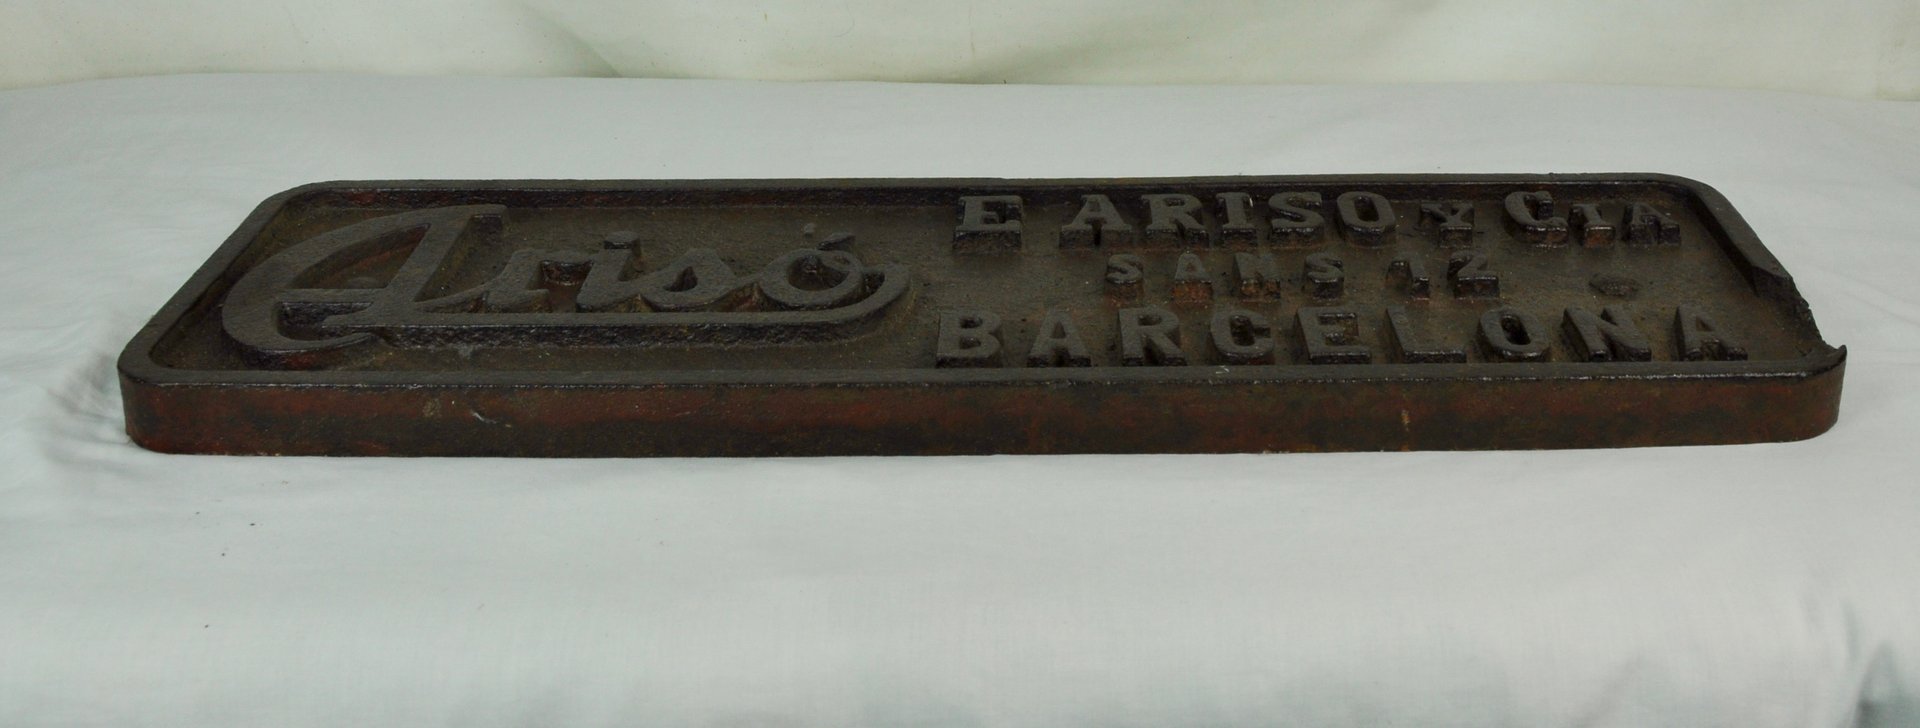 Arisó
E ARISO Y CIA
SANS 12
BARCELONA